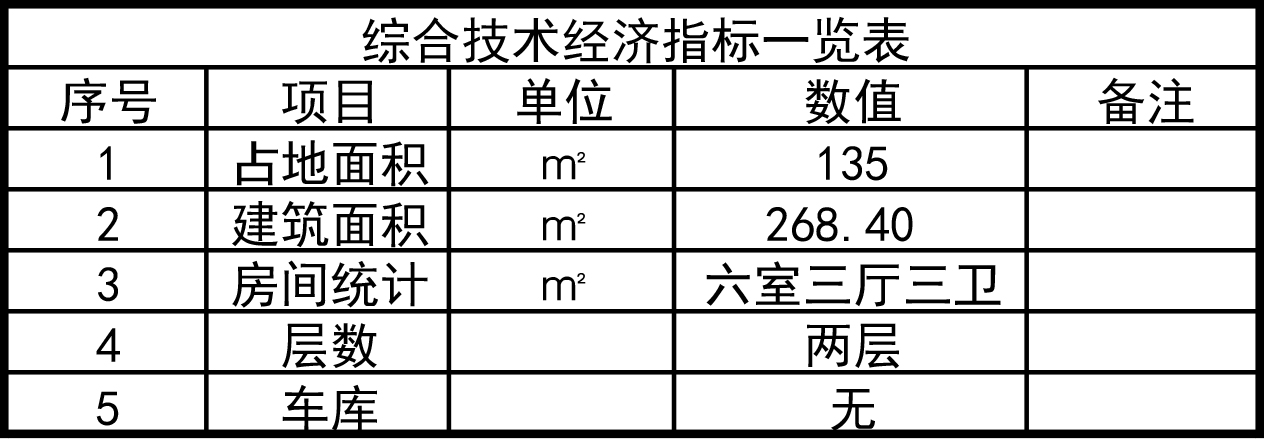 综合技术经济指标一览表
序号 项目 单位 数值 备注
1 占地面积 m² 135
2 建筑面积 m² 268.40
3 房间统计 m² 六室三厅三卫
4 层数 两层
5 车库 无